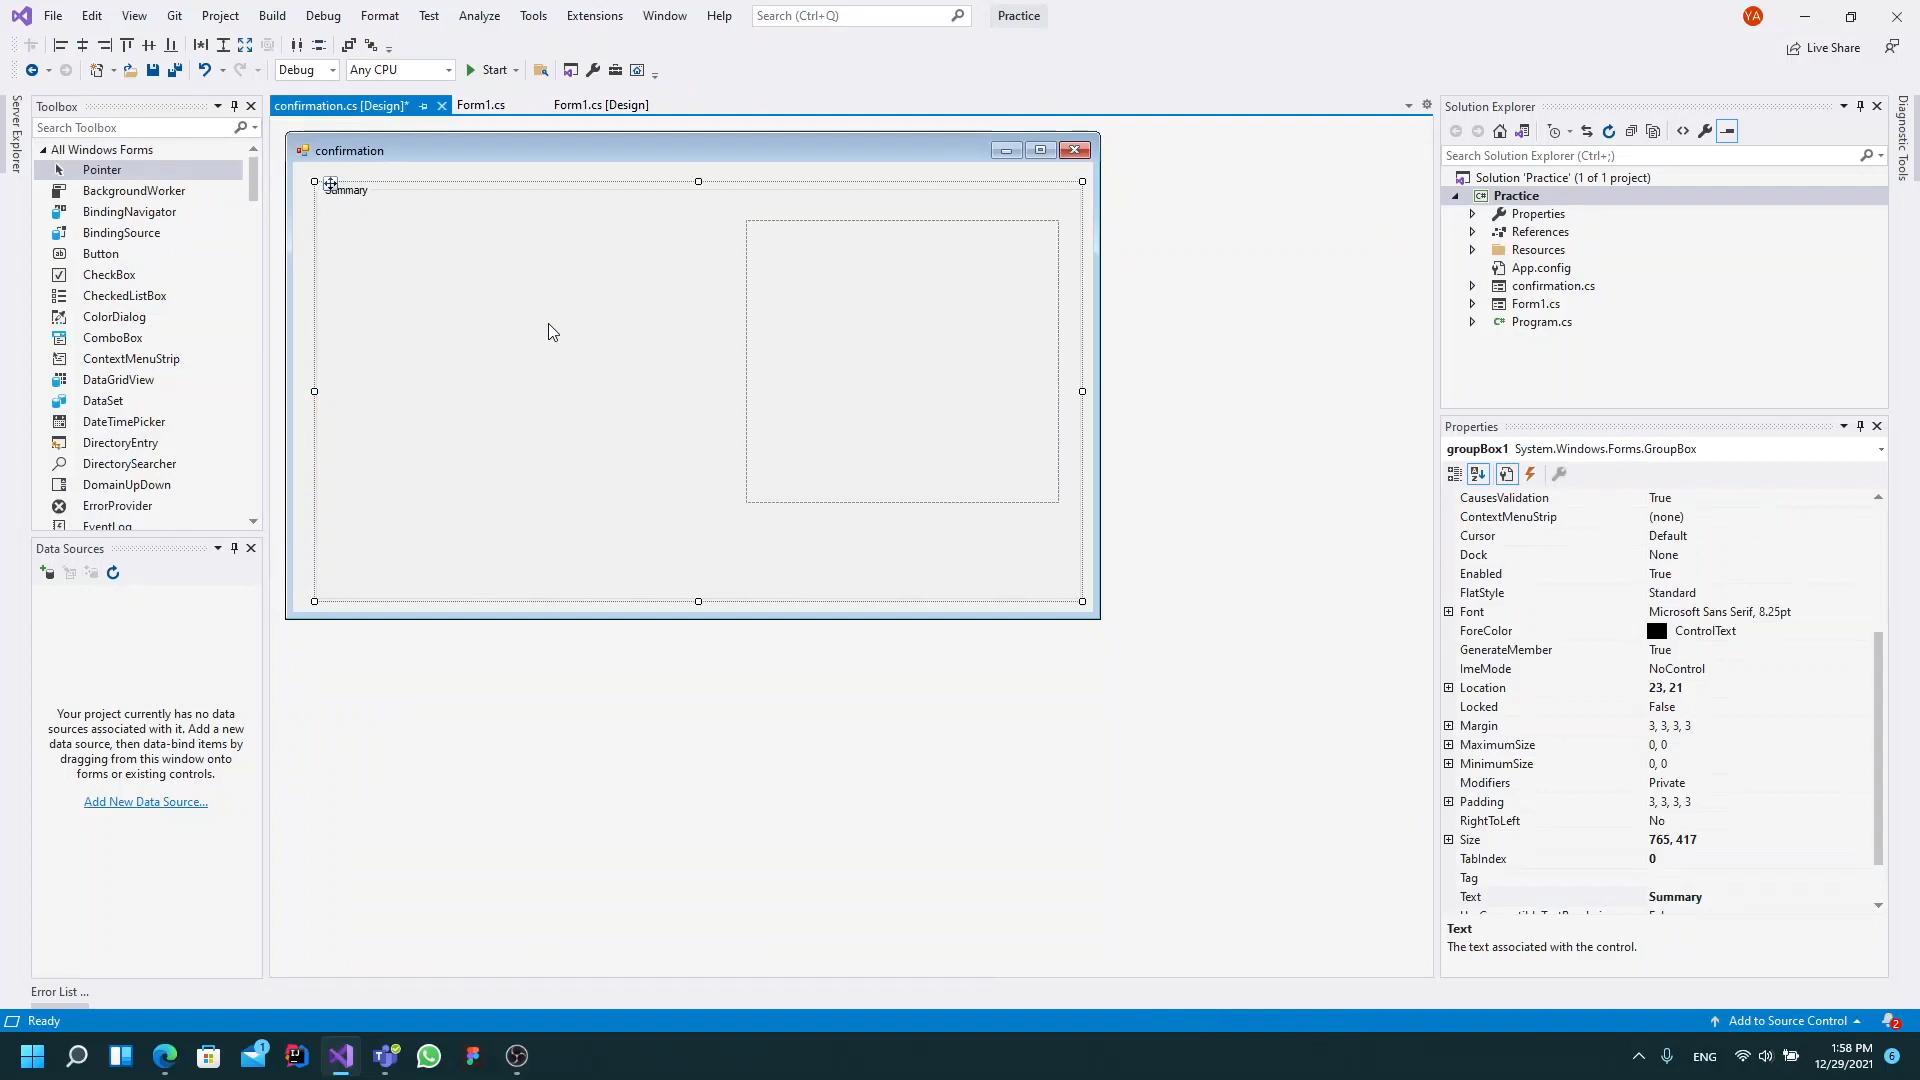 File Edit View Git Project Build Debug Format Test Analyze Tools Extensions Window Help Search (Ctrl+Q) Practice YA
Live Share
Debug Any CPU Start
Server Explorer
Toolbox
Search Toolbox
All Windows Forms
Pointer
BackgroundWorker
BindingNavigator
BindingSource
Button
CheckBox
CheckedListBox
ColorDialog
ComboBox
ContextMenuStrip
DataGridView
DataSet
DateTimePicker
DirectoryEntry
DirectorySearcher
DomainUpDown
ErrorProvider
EventLog
Data Sources
Your project currently has no data
sources associated with it. Add a new
data source, then data-bind items by
dragging from this window onto
forms or existing controls.
Add New Data Source...
confirmation.cs [Design]* Form1.cs Form1.cs [Design]
confirmation
Summary
Solution Explorer
Search Solution Explorer (Ctrl+;)
Solution 'Practice' (1 of 1 project)
C# Practice
Properties
References
Resources
App.config
confirmation.cs
Form1.cs
C# Program.cs
Diagnostic Tools
Properties
groupBox1 System.Windows.Forms.GroupBox
CausesValidation True
ContextMenuStrip (none)
Cursor Default
Dock None
Enabled True
FlatStyle Standard
Font Microsoft Sans Serif, 8.25pt
ForeColor ControlText
GenerateMember True
ImeMode NoControl
Location 23, 21
Locked False
Margin 3, 3, 3, 3
MaximumSize 0, 0
MinimumSize 0, 0
Modifiers Private
Padding 3, 3, 3, 3
RightToLeft No
Size 765, 417
TabIndex 0
Tag
Text Summary
Text
The text associated with the control.
Error List ...
Ready
Add to Source Control 2
1 ENG 1:58 PM
12/29/2021 6